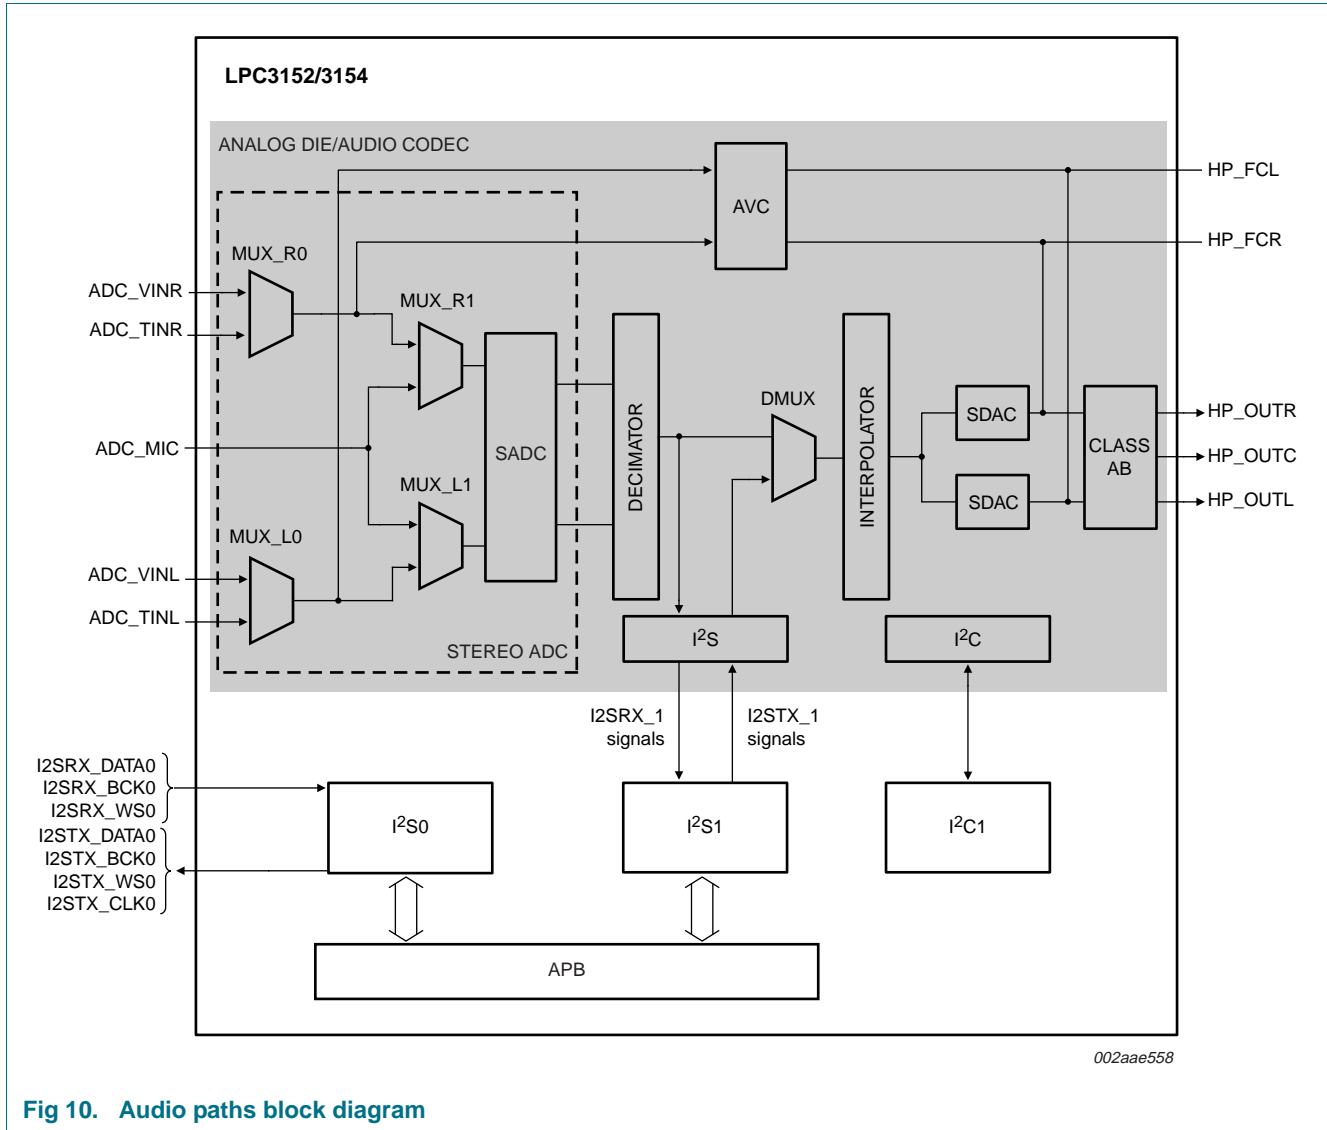 LPC3152/3154
ANALOG DIE/AUDIO CODEC
HP_FCL
AVC
HP_FCR
MUX_R0
ADC_VINR
MUX_R1
ADC_TINR
DMUX
SDAC
HP_OUTR
ADC_MIC
SADC
DECIMATOR
INTERPOLATOR
CLASS
AB
HP_OUTC
MUX_L1
SDAC
HP_OUTL
MUX_L0
ADC_VINL
ADC_TINL
I²S
I²C
STEREO ADC
I2SRX_1
signals
I2STX_1
signals
I2SRX_DATA0
I2SRX_BCK0
I2SRX_WS0
I2STX_DATA0
I2STX_BCK0
I2STX_WS0
I2STX_CLK0
I²S0
I²S1
I²C1
APB
002aae558
Fig 10. Audio paths block diagram